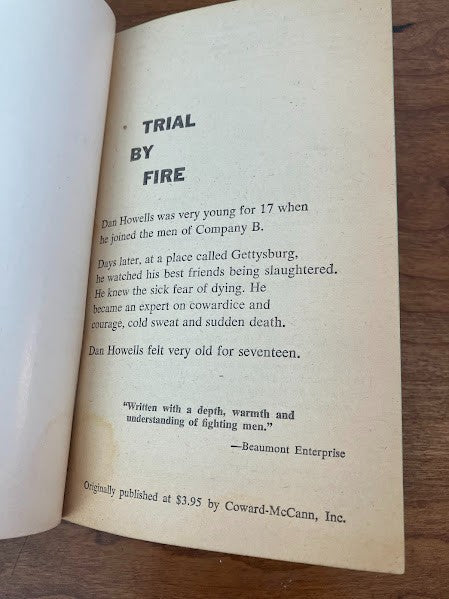 TRIAL
BY
FIRE
Dan Howells was very young for 17 when
he joined the men of Company B.
Days later, at a place called Gettysburg,
he watched his best friends being slaughtered.
He knew the sick fear of dying. He
became an expert on cowardice and
courage, cold sweat and sudden death.
Dan Howells felt very old for seventeen.
"Written with a depth, warmth and
understanding of fighting men."
—Beaumont Enterprise
Originally published at $3.95 by Coward-McCann, Inc.